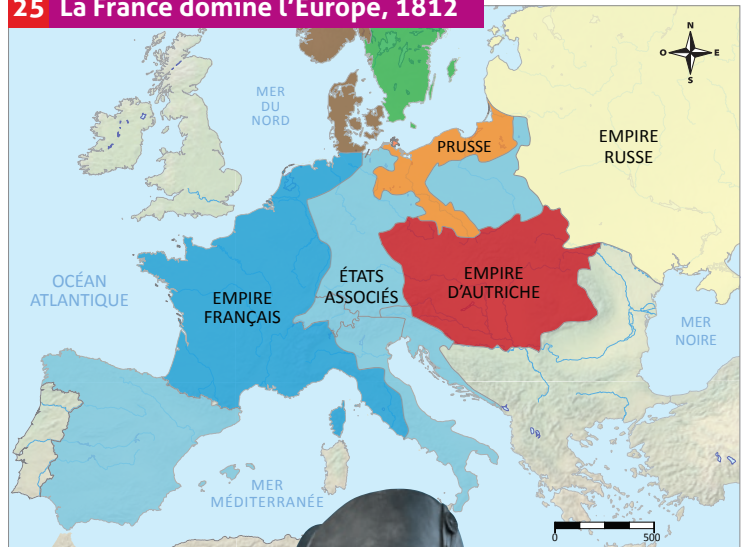 25 La France domine l'Europe, 1812
N
O
E
S
MER
DU
NORD
PRUSSE
EMPIRE
RUSSE
OCÉAN
ATLANTIQUE
EMPIRE
FRANÇAIS
ÉTATS
ASSOCIÉS
EMPIRE
D'AUTRICHE
MER
NOIRE
MER
MÉDITERRANÉE
0
500